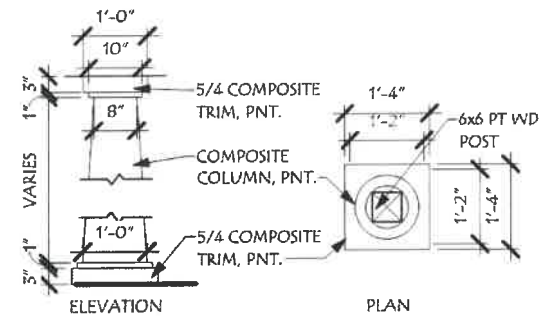 1'-0"
10"
3"
1"
8"
VARIES
1'-0"
1"
3"
5/4 COMPOSITE
TRIM, PNT.
COMPOSITE
COLUMN, PNT.
5/4 COMPOSITE
TRIM, PNT.
ELEVATION
1'-4"
1'-2"
6x6 PT WD
POST
1'-2"
1'-4"
PLAN